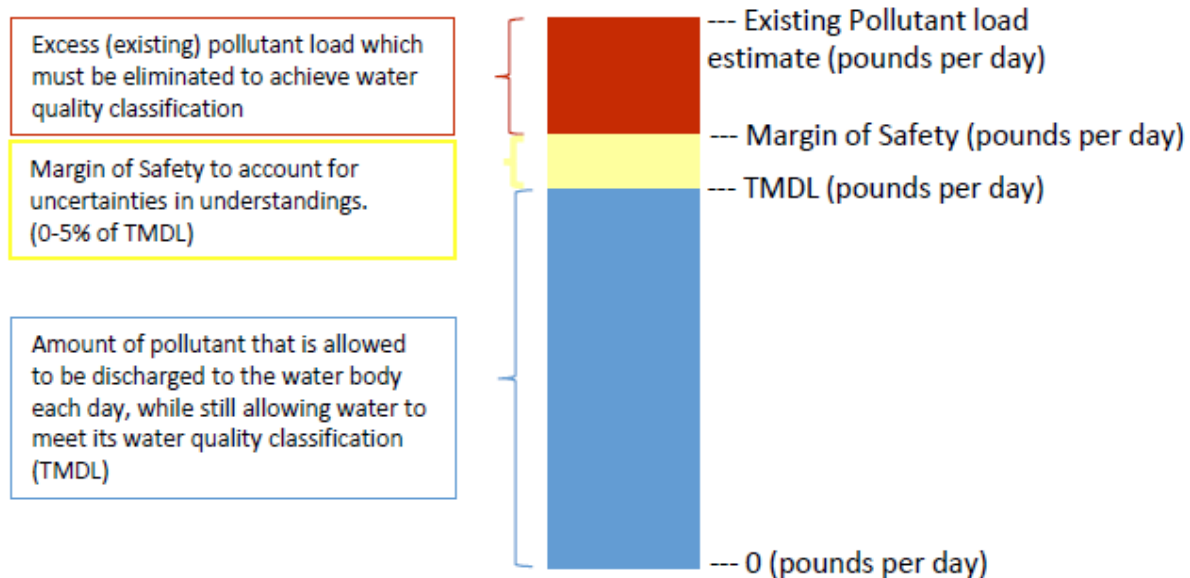 Excess (existing) pollutant load which
must be eliminated to achieve water
quality classification
Margin of Safety to account for
uncertainties in understandings.
(0-5% of TMDL)
Amount of pollutant that is allowed
to be discharged to the water body
each day, while still allowing water to
meet its water quality classification
(TMDL)
--- Existing Pollutant load
estimate (pounds per day)
--- Margin of Safety (pounds per day)
--- TMDL (pounds per day)
--- 0 (pounds per day)